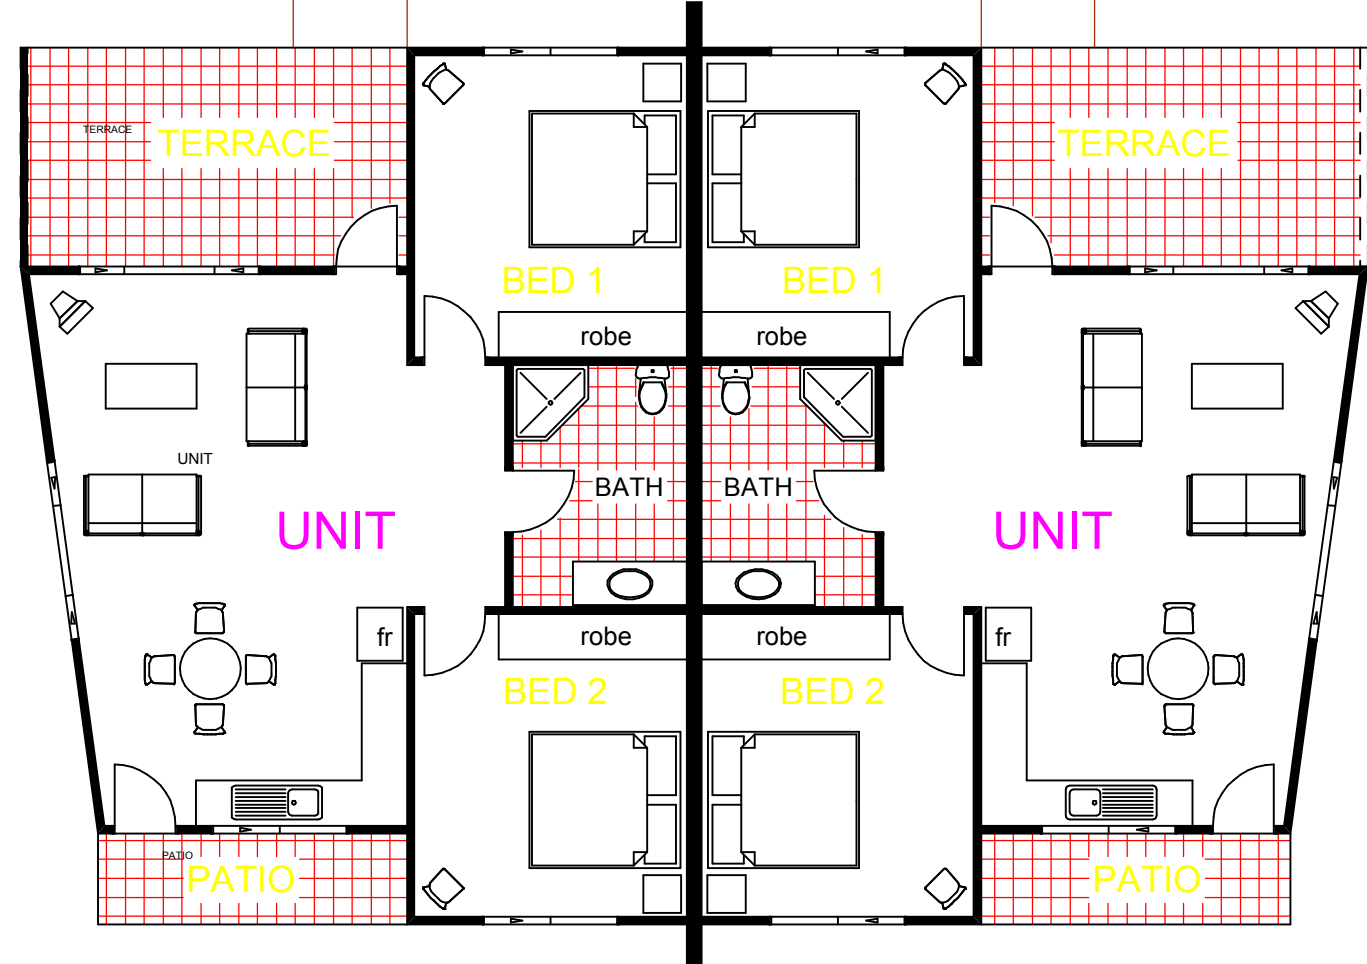 TERRACE
TERRACE
TERRACE
BED 1
BED 1
robe
robe
UNIT
BATH
BATH
UNIT
UNIT
fr
robe
robe
fr
BED 2
BED 2
PATIO
PATIO
PATIO